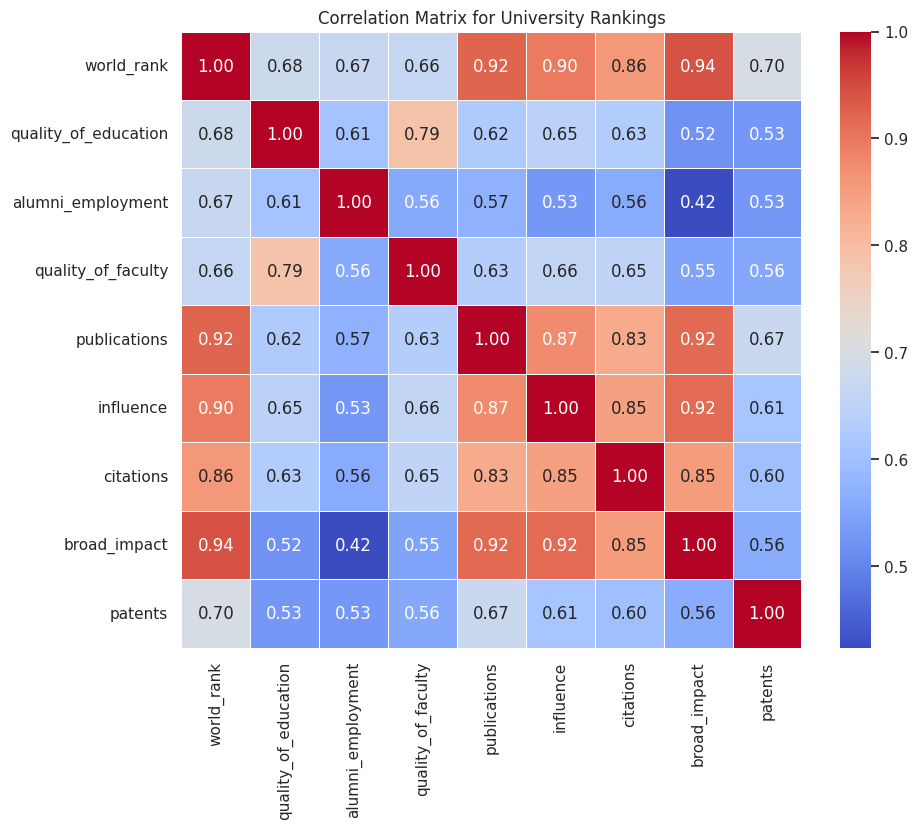 Correlation Matrix for University Rankings
world_rank 1.00 0.68 0.67 0.66 0.92 0.90 0.86 0.94 0.70
quality_of_education 0.68 1.00 0.61 0.79 0.62 0.65 0.63 0.52 0.53
alumni_employment 0.67 0.61 1.00 0.56 0.57 0.53 0.56 0.42 0.53
quality_of_faculty 0.66 0.79 0.56 1.00 0.63 0.66 0.65 0.55 0.56
publications 0.92 0.62 0.57 0.63 1.00 0.87 0.83 0.92 0.67
influence 0.90 0.65 0.53 0.66 0.87 1.00 0.85 0.92 0.61
citations 0.86 0.63 0.56 0.65 0.83 0.85 1.00 0.85 0.60
broad_impact 0.94 0.52 0.42 0.55 0.92 0.92 0.85 1.00 0.56
patents 0.70 0.53 0.53 0.56 0.67 0.61 0.60 0.56 1.00
world_rank
quality_of_education
alumni_employment
quality_of_faculty
publications
influence
citations
broad_impact
patents
1.0
0.9
0.8
0.7
0.6
0.5